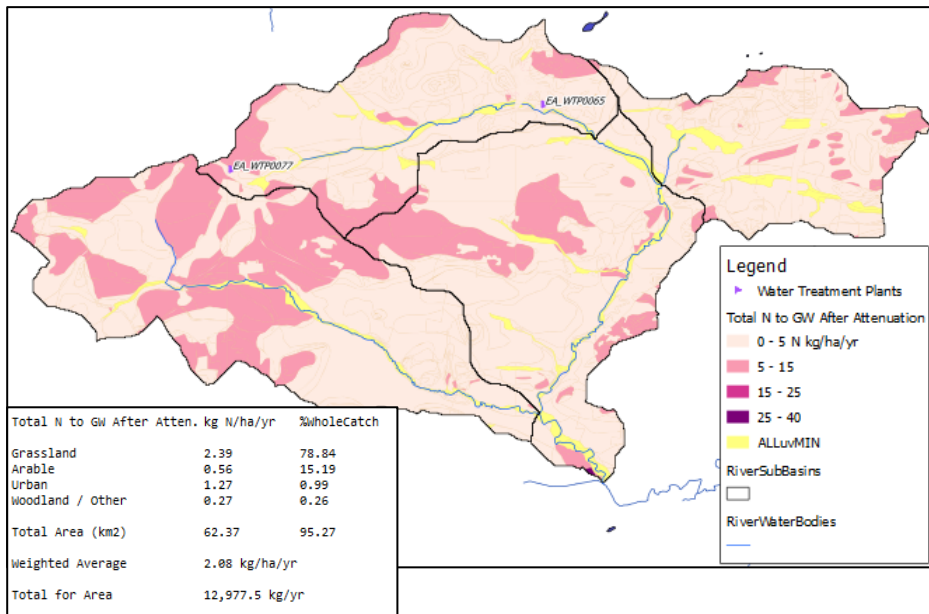 EA_WTP0065
EA_WTP0077
Legend
Water Treatment Plants
Total N to GW After Attenuation
0 - 5 N kg/ha/yr
5 - 15
15 - 25
25 - 40
ALLuvMIN
RiverSubBasins
RiverWaterBodies
Total N to GW After Atten. kg N/ha/yr %WholeCatch
Grassland 2.39 78.84
Arable 0.56 15.19
Urban 1.27 0.99
Woodland / Other 0.27 0.26
Total Area (km2) 62.37 95.27
Weighted Average 2.08 kg/ha/yr
Total for Area 12,977.5 kg/yr